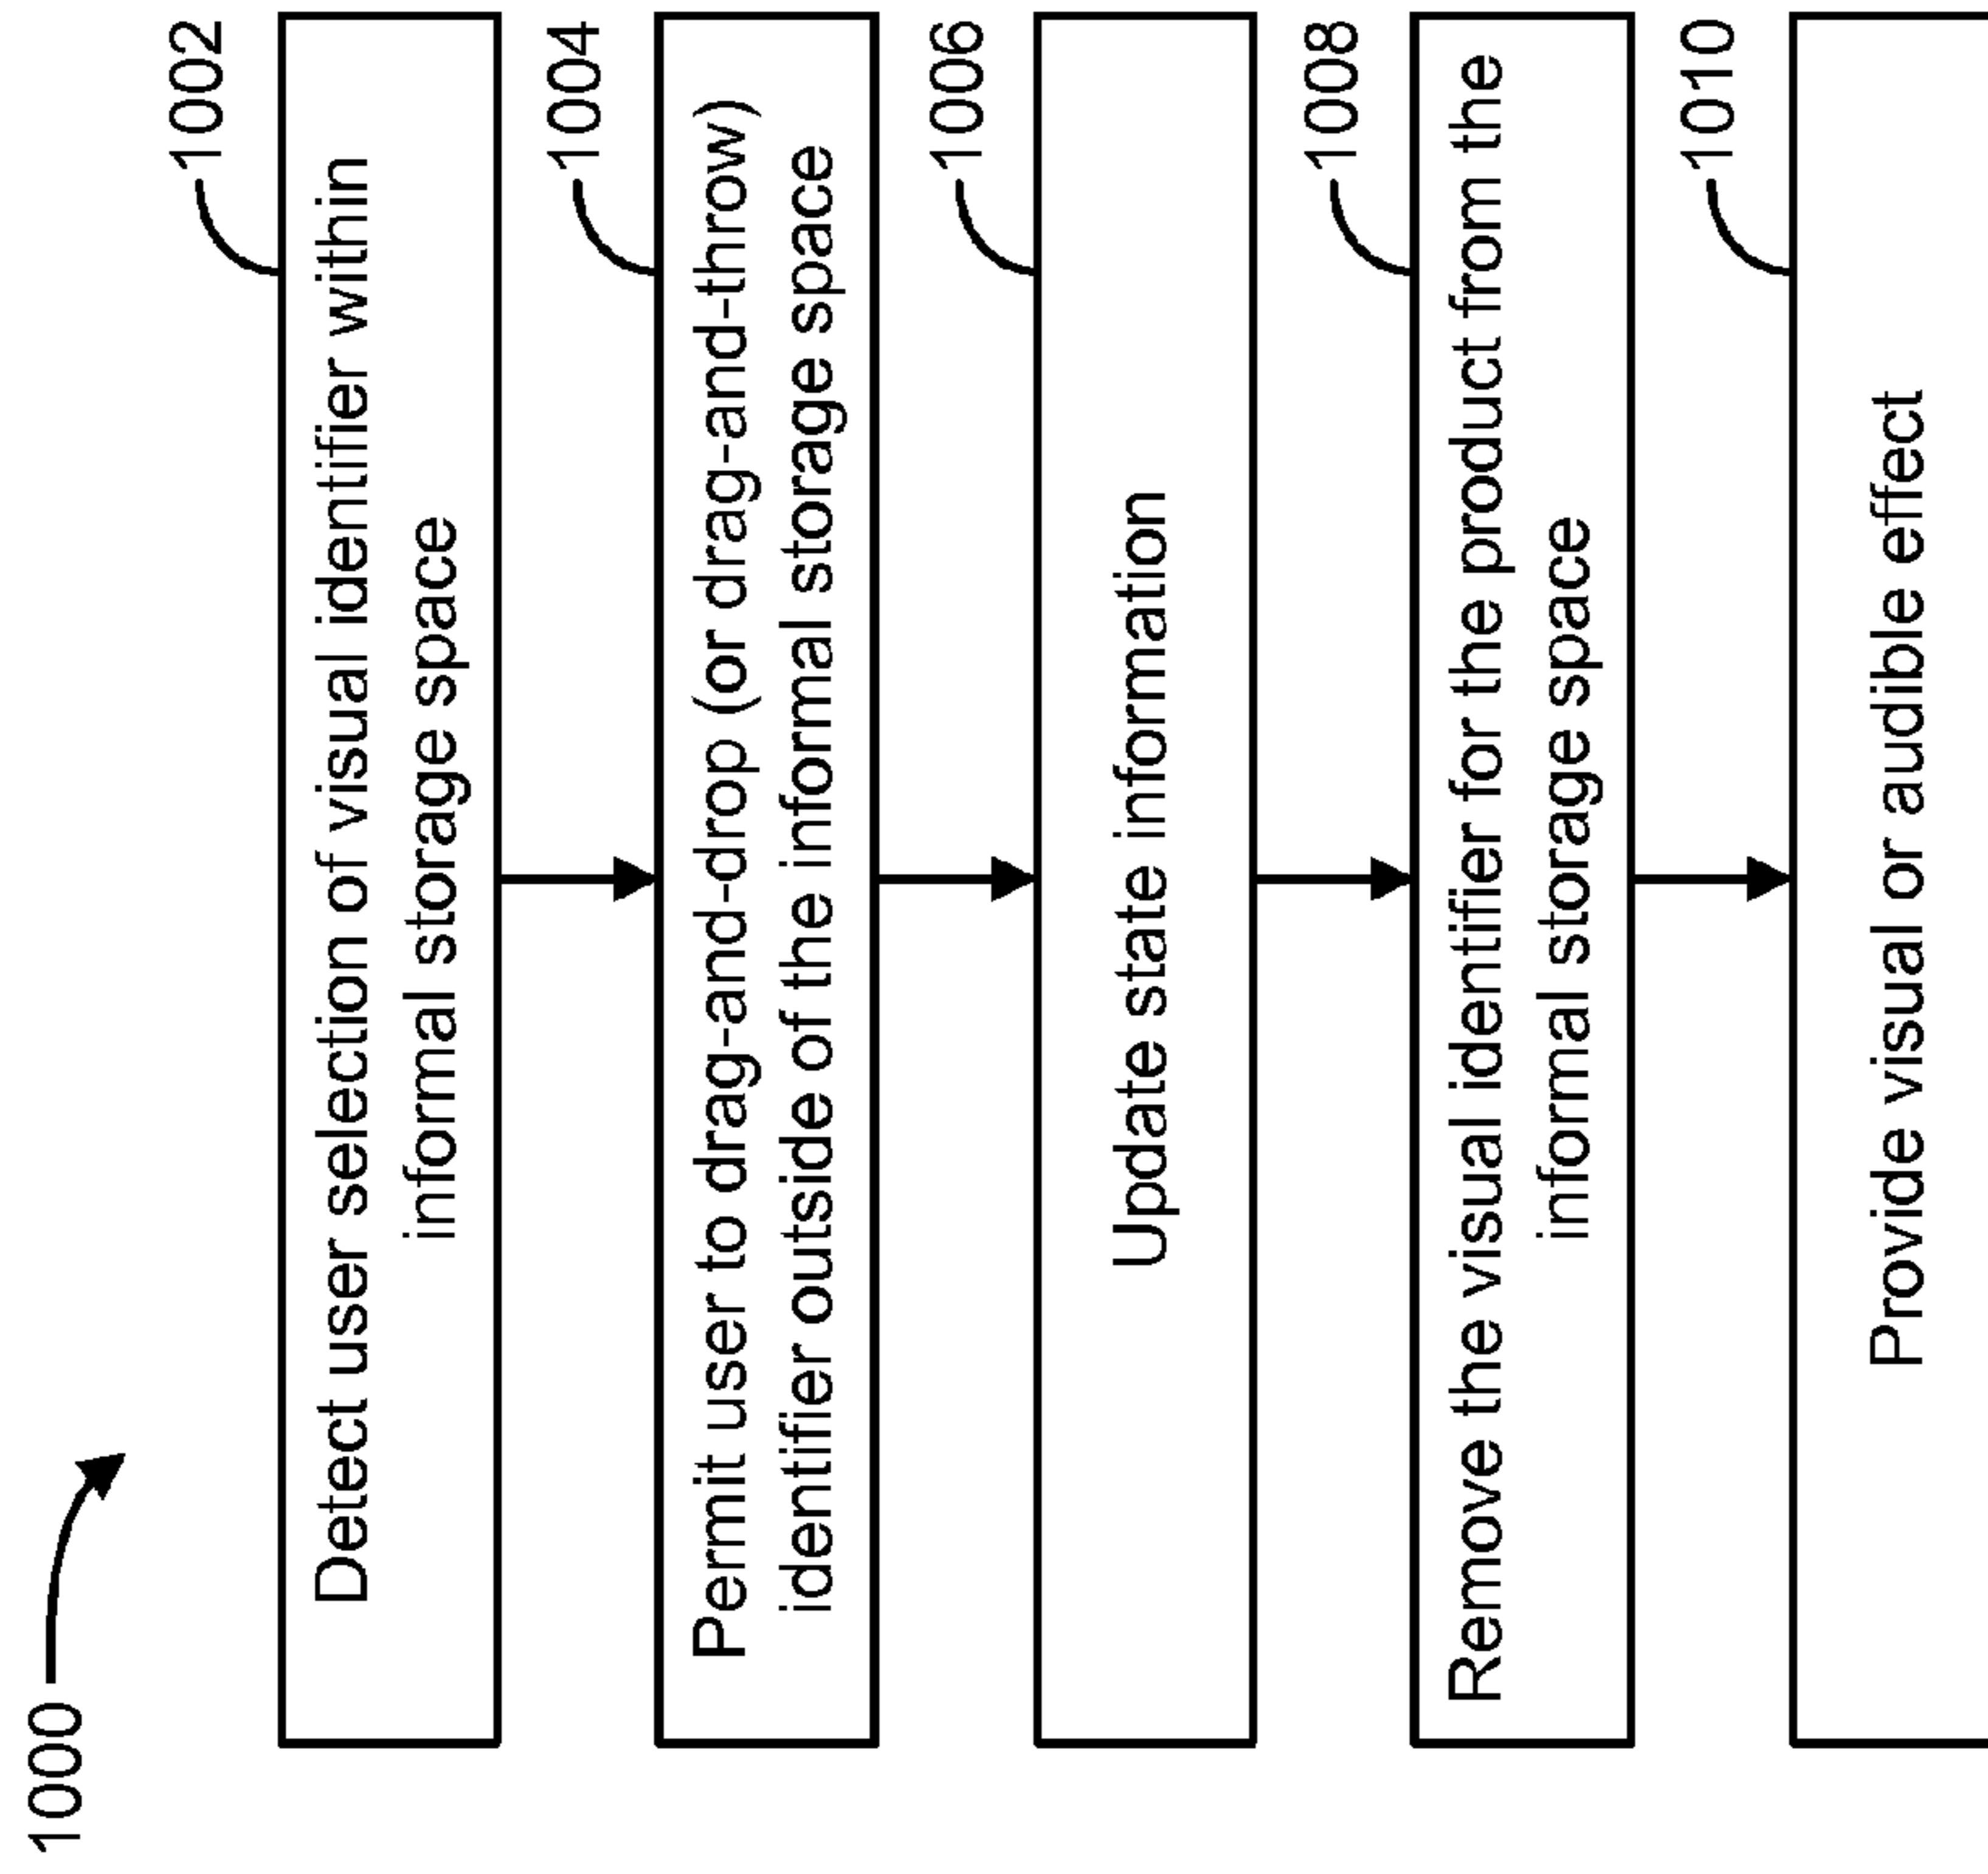 1000
1002
Detect user selection of visual identifier within
informal storage space
1004
Permit user to drag-and-drop (or drag-and-throw)
identifier outside of the informal storage space
1006
Update state information
1008
Remove the visual identifier for the product from the
informal storage space
1010
Provide visual or audible effect